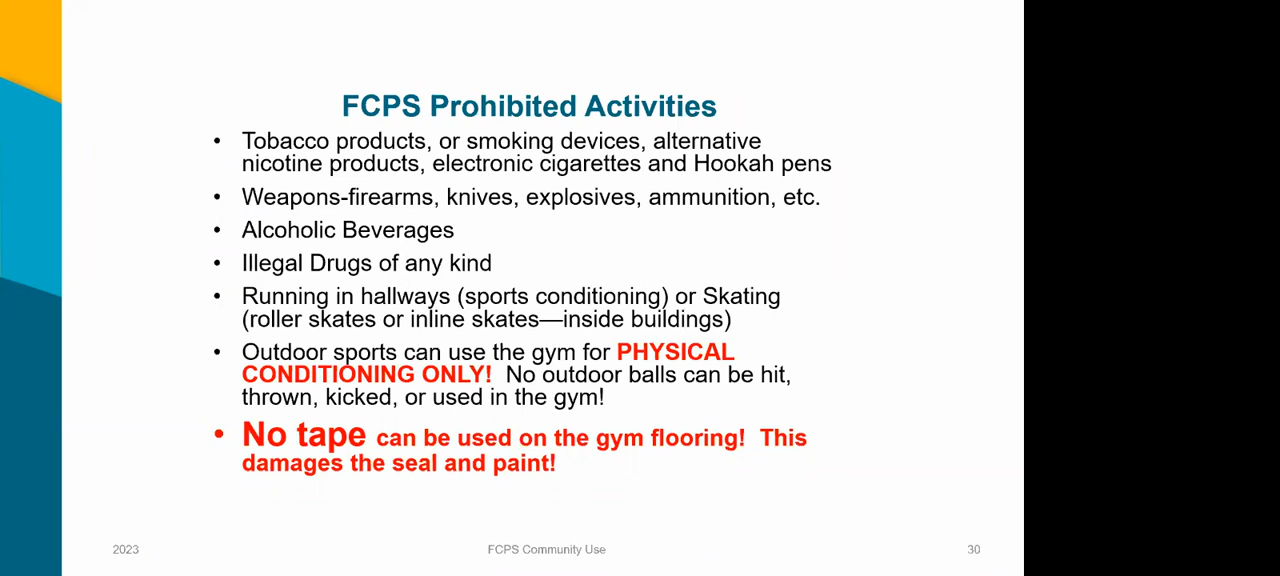 FCPS Prohibited Activities
• Tobacco products, or smoking devices, alternative
nicotine products, electronic cigarettes and Hookah pens
• Weapons-firearms, knives, explosives, ammunition, etc.
• Alcoholic Beverages
• Illegal Drugs of any kind
• Running in hallways (sports conditioning) or Skating
(roller skates or inline skates—inside buildings)
• Outdoor sports can use the gym for PHYSICAL
CONDITIONING ONLY!  No outdoor balls can be hit,
thrown, kicked, or used in the gym!
• No tape can be used on the gym flooring!  This
damages the seal and paint!
2023 FCPS Community Use 30